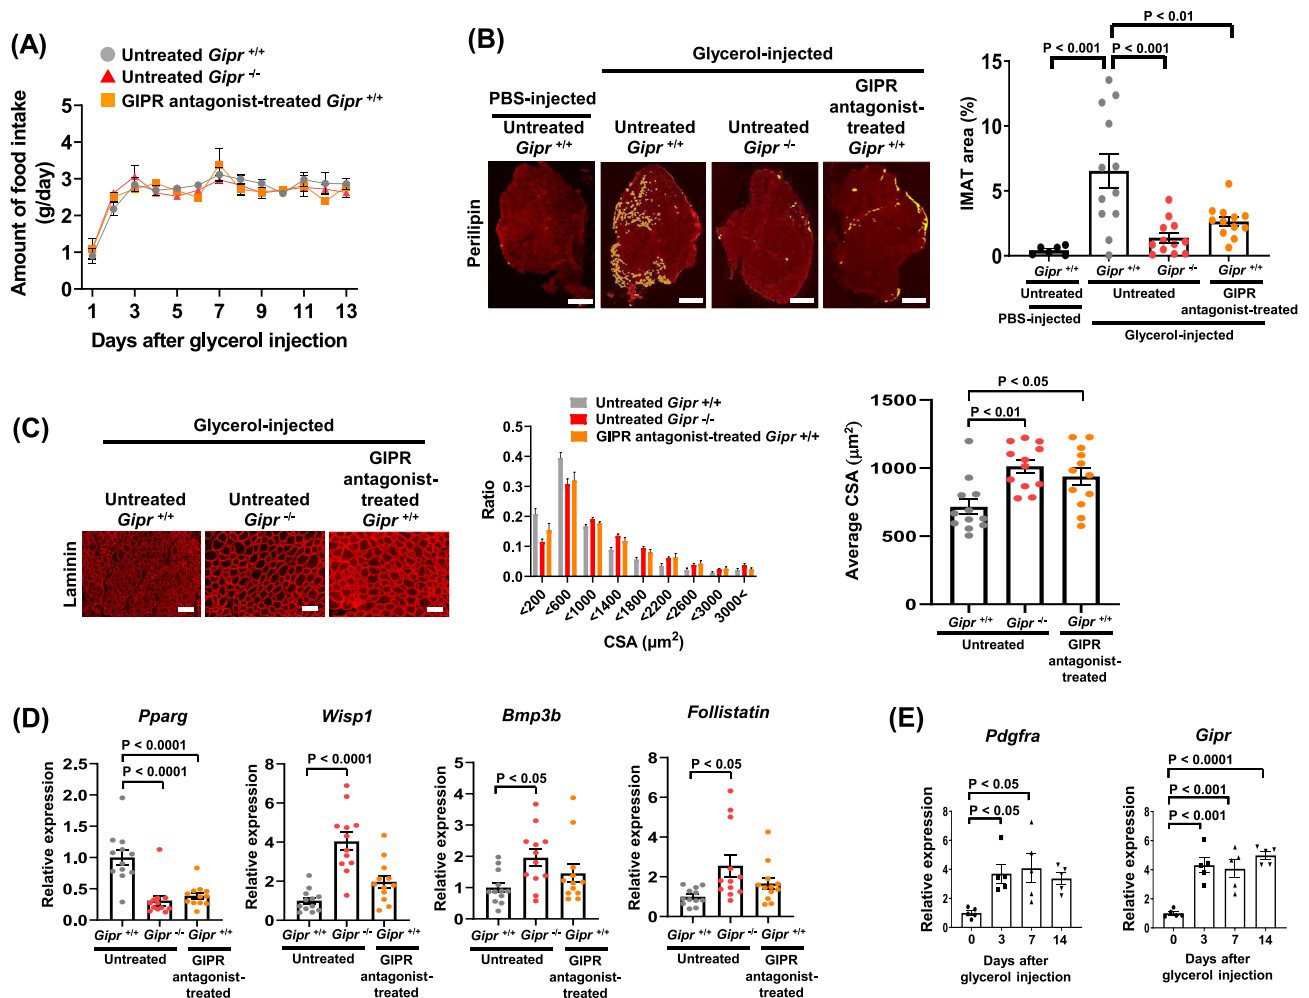 (A)
Untreated Gipr +/+
Untreated Gipr -/-
GIPR antagonist-treated Gipr +/+
Amount of food intake
(g/day)
5
4
3
2
1
0
1 3 5 7 9 11 13
Days after glycerol injection
(B)
Glycerol-injected
PBS-injected
Untreated
Gipr +/+
Untreated
Gipr +/+
Untreated
Gipr -/-
GIPR
antagonist-
treated
Gipr +/+
Perilipin
P < 0.01
P < 0.001
P < 0.001
IMAT area (%)
15
10
5
0
Gipr +/+ Gipr +/+ Gipr -/- Gipr +/+
Untreated
PBS-injected
Untreated
GIPR
antagonist-treated
Glycerol-injected
(C)
Glycerol-injected
Untreated
Gipr +/+
Untreated
Gipr -/-
GIPR
antagonist-
treated
Gipr +/+
Laminin
Untreated Gipr +/+
Untreated Gipr -/-
GIPR antagonist-treated Gipr +/+
Ratio
0.5
0.4
0.3
0.2
0.1
0.0
<200 <600 <1000 <1400 <1800 <2200 <2600 <3000 3000<
CSA (μm2)
P < 0.05
P < 0.01
Average CSA (μm2)
1500
1000
500
0
Gipr +/+ Gipr -/- Gipr +/+
Untreated
GIPR
antagonist-
treated
(D)
Pparg
P < 0.0001
P < 0.0001
Relative expression
2.5
2.0
1.5
1.0
0.5
0.0
Gipr +/+ Gipr -/- Gipr +/+
Untreated
GIPR
antagonist-
treated
Wisp1
P < 0.0001
Relative expression
8
6
4
2
0
Gipr +/+ Gipr -/- Gipr +/+
Untreated
GIPR
antagonist-
treated
Bmp3b
P < 0.05
Relative expression
5
4
3
2
1
0
Gipr +/+ Gipr -/- Gipr +/+
Untreated
GIPR
antagonist-
treated
Follistatin
P < 0.05
Relative expression
8
6
4
2
0
Gipr +/+ Gipr -/- Gipr +/+
Untreated
GIPR
antagonist-
treated
(E)
Pdgfra
P < 0.05
P < 0.05
Relative expression
10
8
6
4
2
0
0 3 7 14
Days after
glycerol injection
Gipr
P < 0.0001
P < 0.001
P < 0.001
Relative expression
8
6
4
2
0
0 3 7 14
Days after
glycerol injection